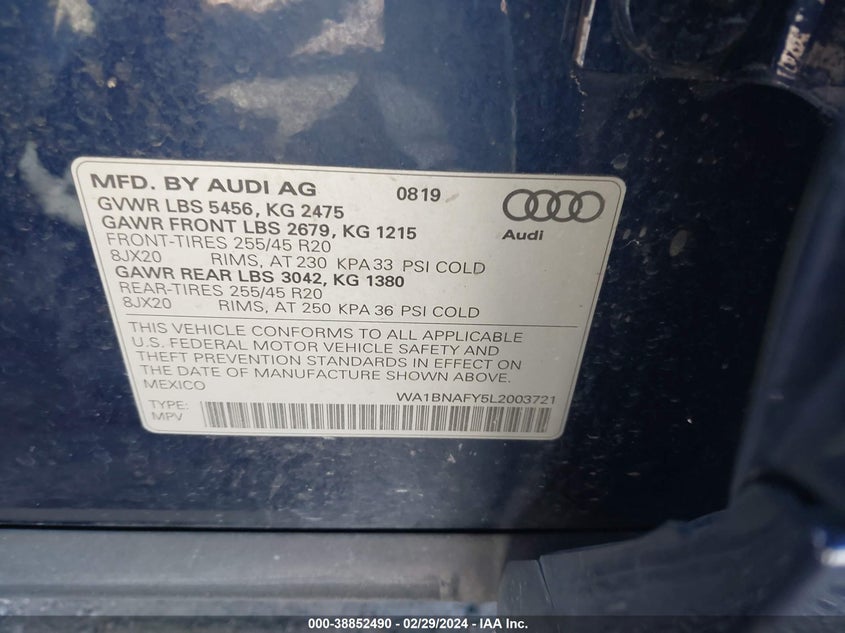 MFD. BY AUDI AG 0819
GVWR LBS 5456, KG 2475
GAWR FRONT LBS 2679, KG 1215
FRONT-TIRES 255/45 R20
8JX20 RIMS, AT 230 KPA 33 PSI COLD
GAWR REAR LBS 3042, KG 1380
REAR-TIRES 255/45 R20
8JX20 RIMS, AT 250 KPA 36 PSI COLD
Audi
THIS VEHICLE CONFORMS TO ALL APPLICABLE
U.S. FEDERAL MOTOR VEHICLE SAFETY AND
THEFT PREVENTION STANDARDS IN EFFECT ON
THE DATE OF MANUFACTURE SHOWN ABOVE.
MEXICO
WA1BNAFY5L2003721
TYPE:
MPV
000-38852490 - 02/29/2024 - IAA Inc.